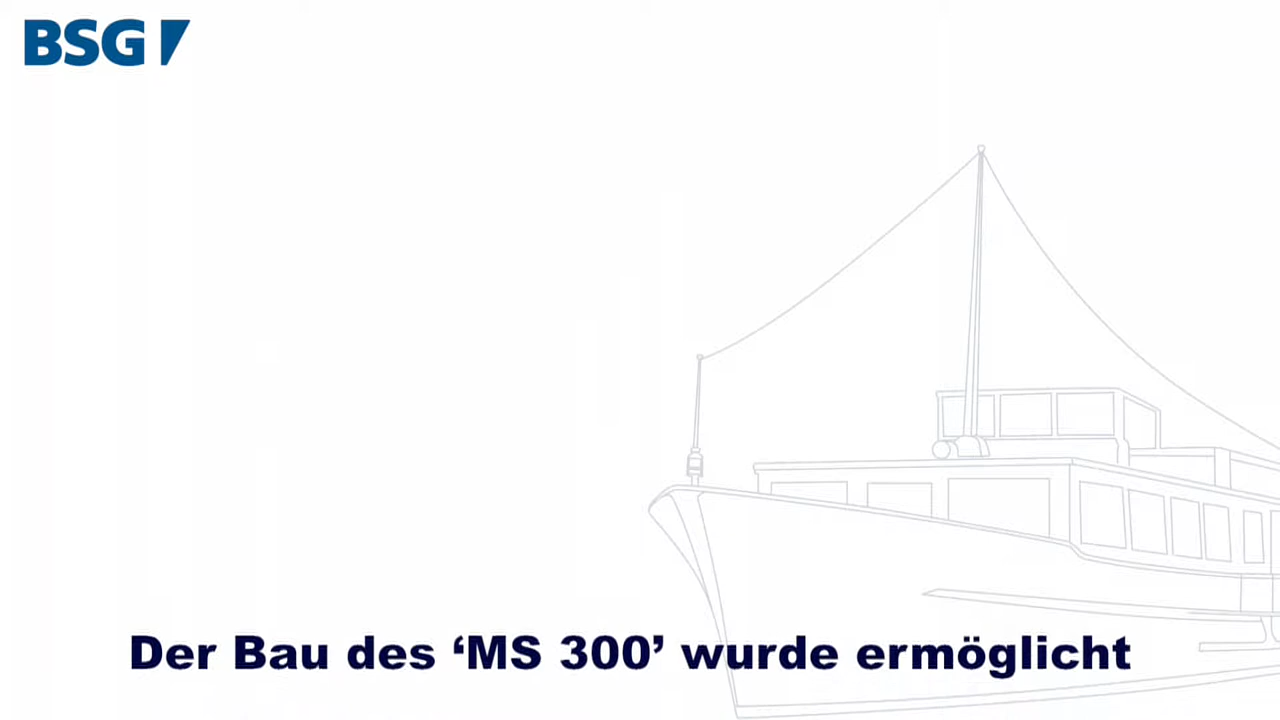 BSG
Der Bau des ‘MS 300’ wurde ermöglicht